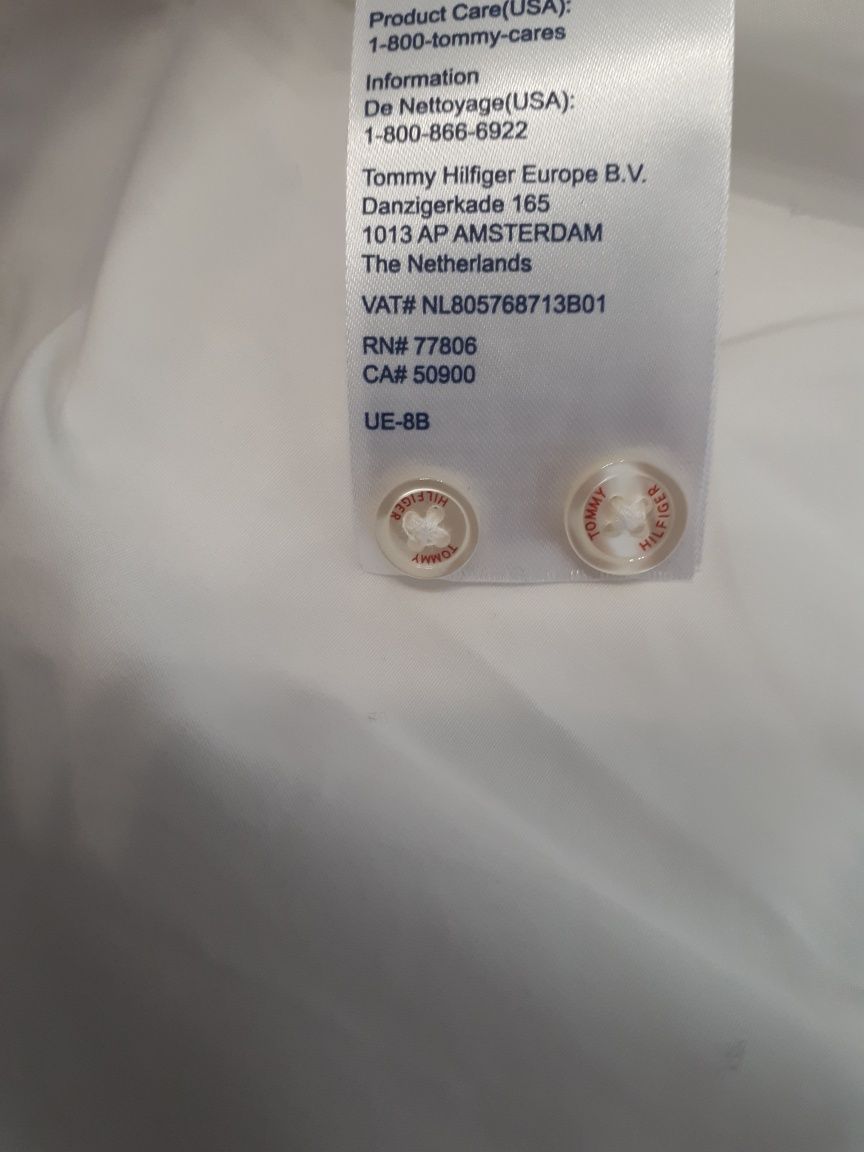 Product Care(USA):
1-800-tommy-cares
Information
De Nettoyage(USA):
1-800-866-6922
Tommy Hilfiger Europe B.V.
Danzigerkade 165
1013 AP AMSTERDAM
The Netherlands
VAT# NL805768713B01
RN# 77806
CA# 50900
UE-8B
HILFIGER
TOMMY
TOMMY
HILFIGER